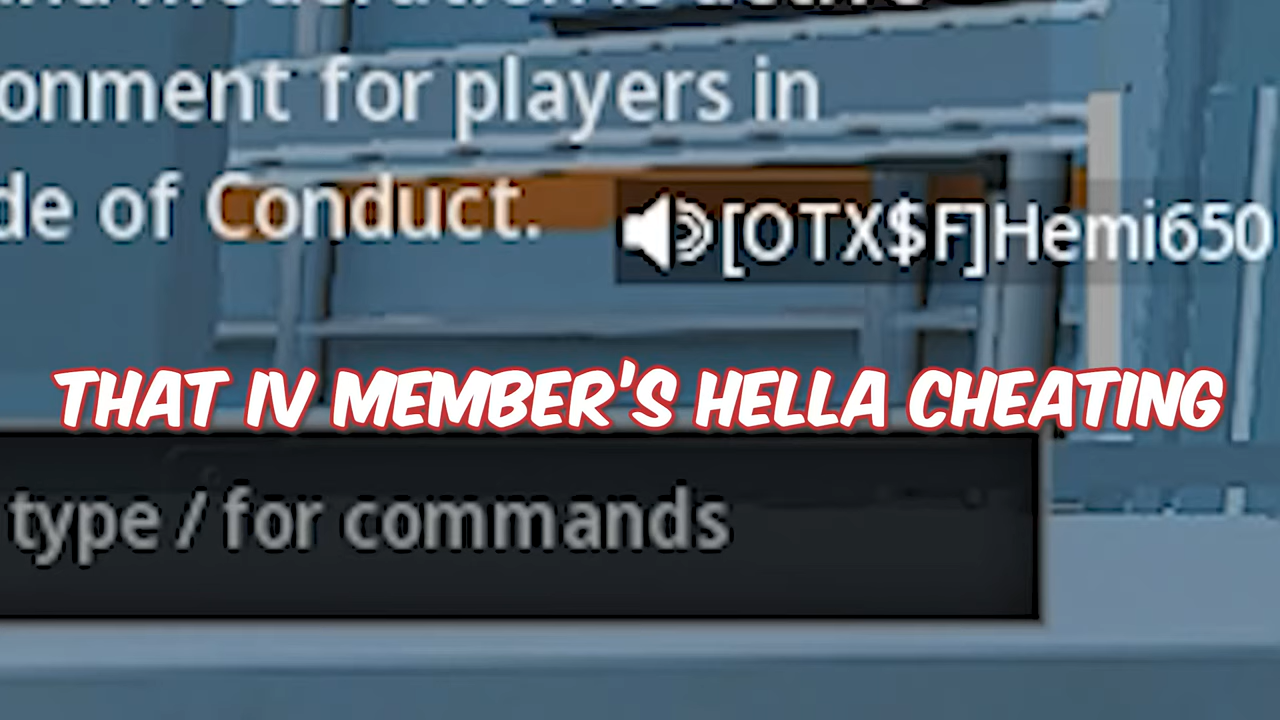 onment for players in
de of Conduct.
[OTX$F]Hemi650
THAT IV MEMBER'S HELLA CHEATING
type / for commands